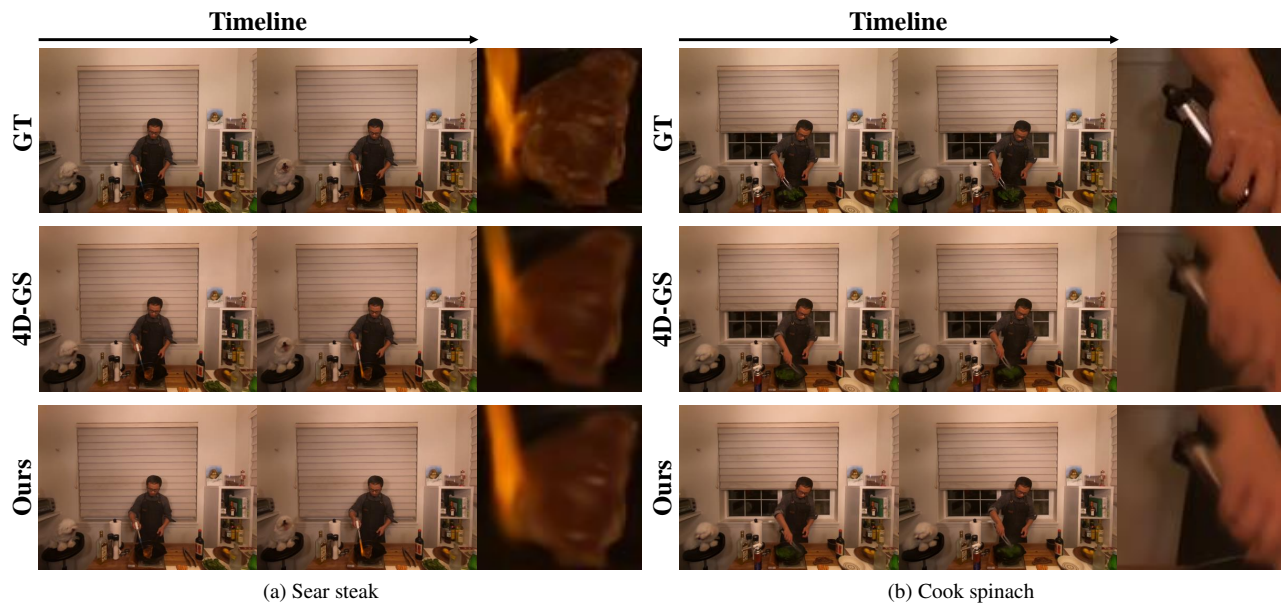 Timeline
Timeline
GT
GT
4D-GS
4D-GS
Ours
Ours
(a) Sear steak
(b) Cook spinach